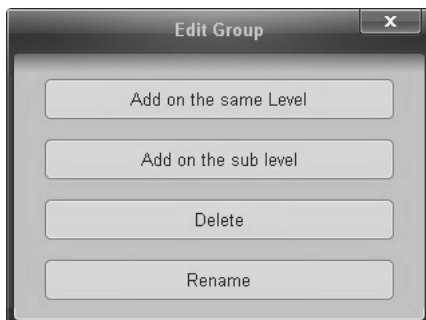 Edit Group
x
Add on the same Level
Add on the sub level
Delete
Rename